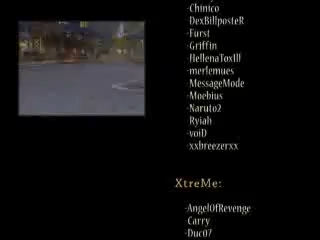 -Chinico
-DexBillposteR
-Furst
-Griffin
-HellenaToxIII
-merlemues
-MessageMode
-Moebius
-Naruto2
-Ryiah
-voiD
-xxbreezerxx
XtreMe:
-AngelOfRevenge
-Carry
-Duc07